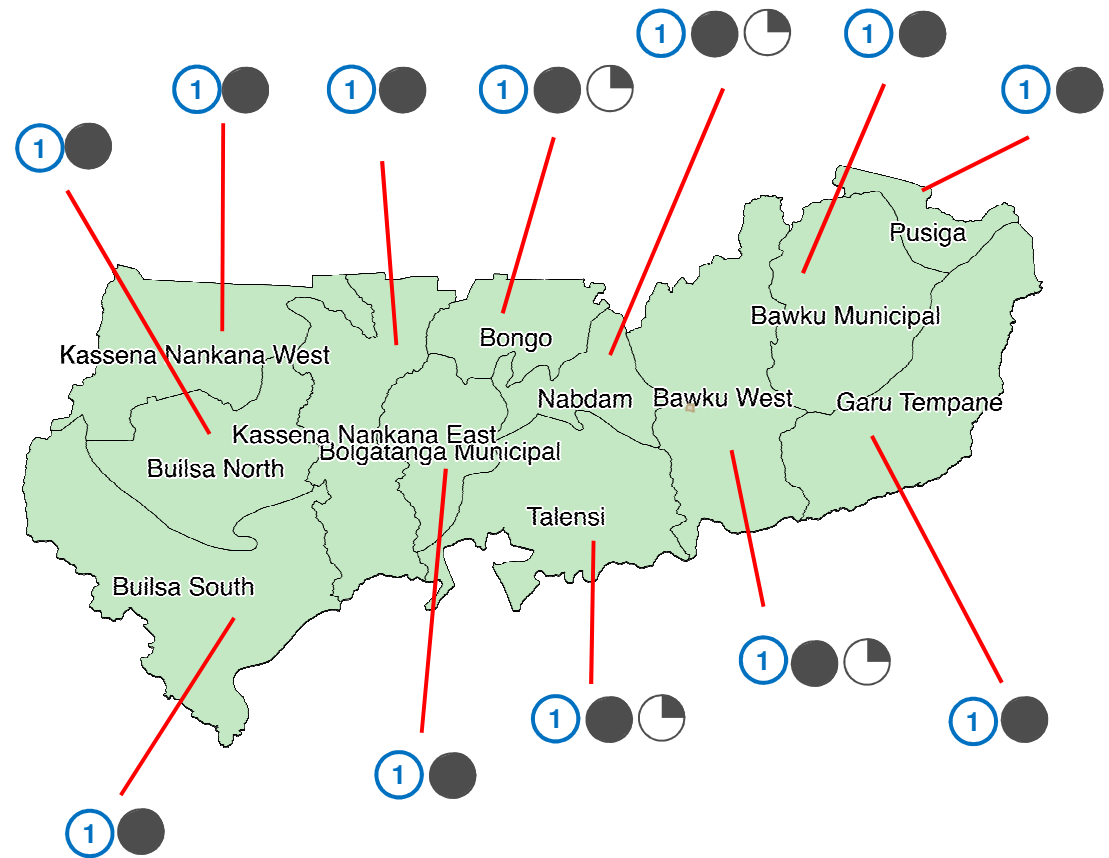 1
1
1
1
1
1
1
1
Pusiga
Bawku Municipal
Bongo
Kassena Nankana West
Nabdam
Bawku West
Garu Tempane
Kassena Nankana East
Bolgatanga Municipal
Builsa North
Talensi
Builsa South
1
1
1
1
1